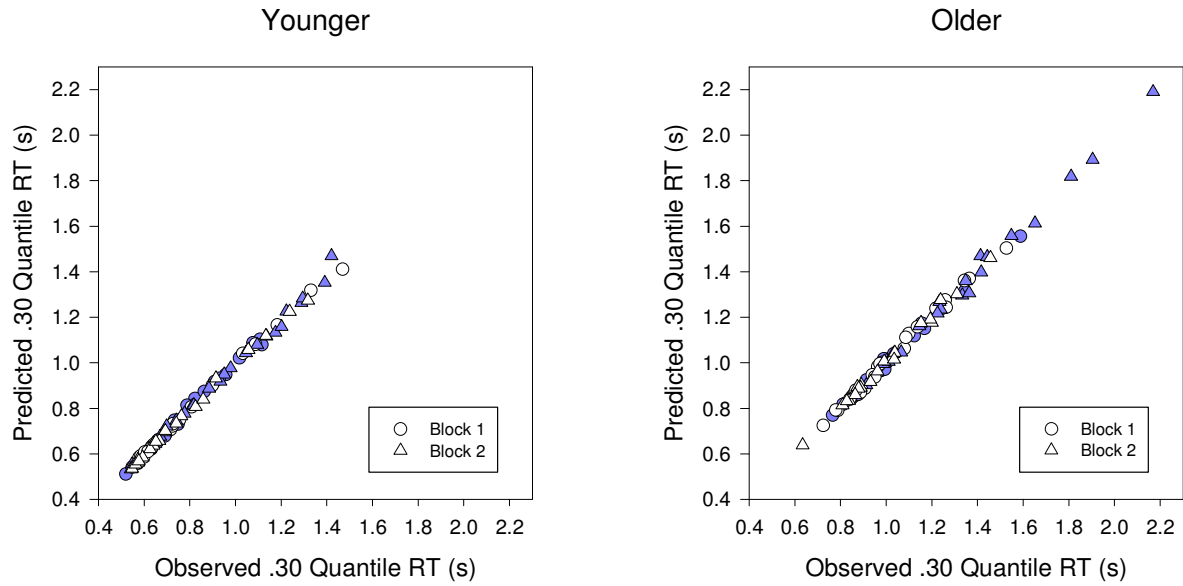 Younger
Predicted .30 Quantile RT (s)
2.2
2.0
1.8
1.6
1.4
1.2
1.0
0.8
0.6
0.4
Block 1
Block 2
0.4 0.6 0.8 1.0 1.2 1.4 1.6 1.8 2.0 2.2
Observed .30 Quantile RT (s)
Older
Predicted .30 Quantile RT (s)
2.2
2.0
1.8
1.6
1.4
1.2
1.0
0.8
0.6
0.4
Block 1
Block 2
0.4 0.6 0.8 1.0 1.2 1.4 1.6 1.8 2.0 2.2
Observed .30 Quantile RT (s)